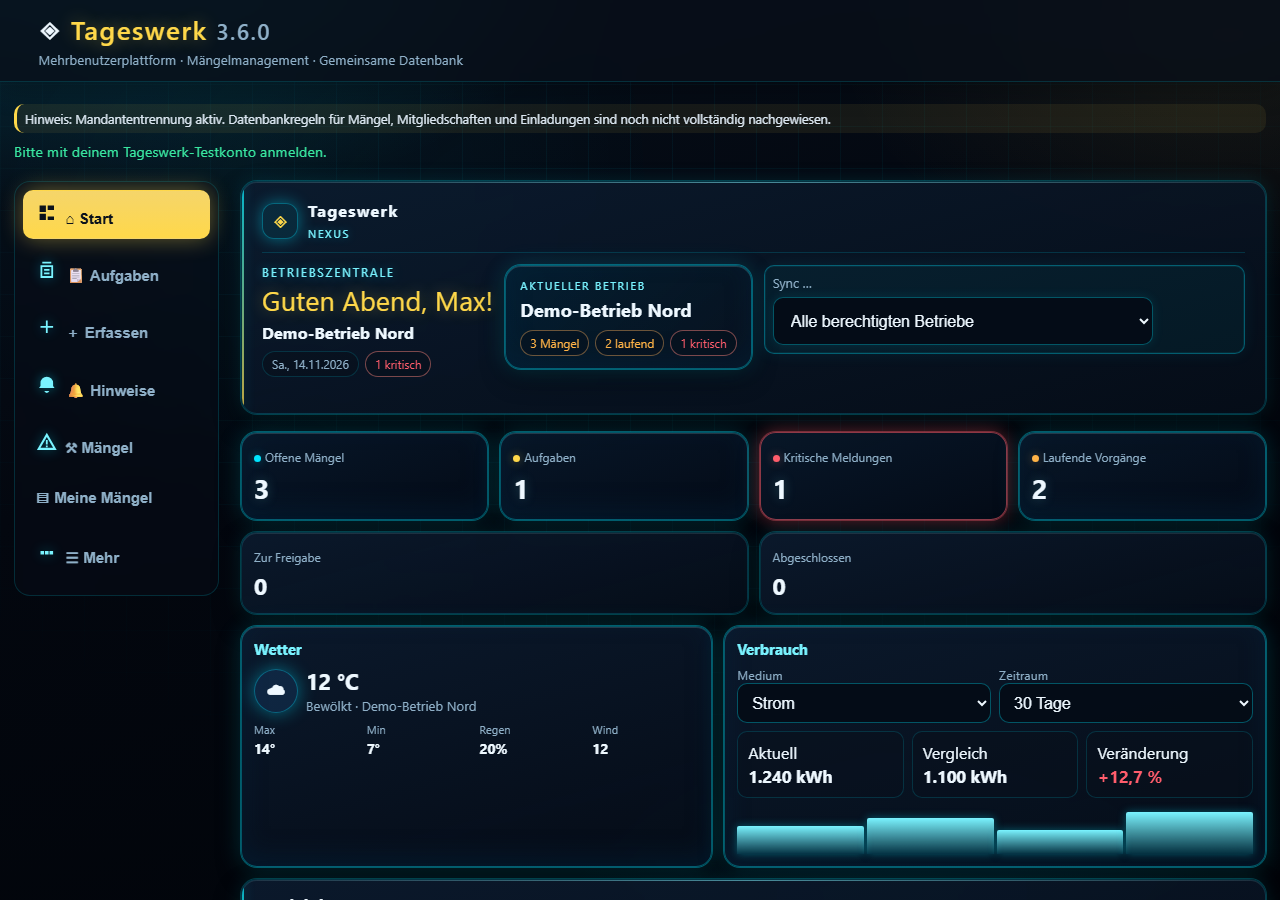 Tageswerk 3.6.0
Mehrbenutzerplattform · Mängelmanagement · Gemeinsame Datenbank
Hinweis: Mandantentrennung aktiv. Datenbankregeln für Mängel, Mitgliedschaften und Einladungen sind noch nicht vollständig nachgewiesen.
Bitte mit deinem Tageswerk-Testkonto anmelden.
Start
Aufgaben
+ Erfassen
Hinweise
Mängel
Meine Mängel
Mehr
Tageswerk
NEXUS
BETRIEBSZENTRALE
Guten Abend, Max!
Demo-Betrieb Nord
Sa., 14.11.2026
1 kritisch
AKTUELLER BETRIEB
Demo-Betrieb Nord
3 Mängel
2 laufend
1 kritisch
Sync ...
Alle berechtigten Betriebe
Offene Mängel
3
Aufgaben
1
Kritische Meldungen
1
Laufende Vorgänge
2
Zur Freigabe
0
Abgeschlossen
0
Wetter
12 °C
Bewölkt · Demo-Betrieb Nord
Max Min Regen Wind
14° 7° 20% 12
Verbrauch
Medium Zeitraum
Strom 30 Tage
Aktuell Vergleich Veränderung
1.240 kWh 1.100 kWh +12,7 %